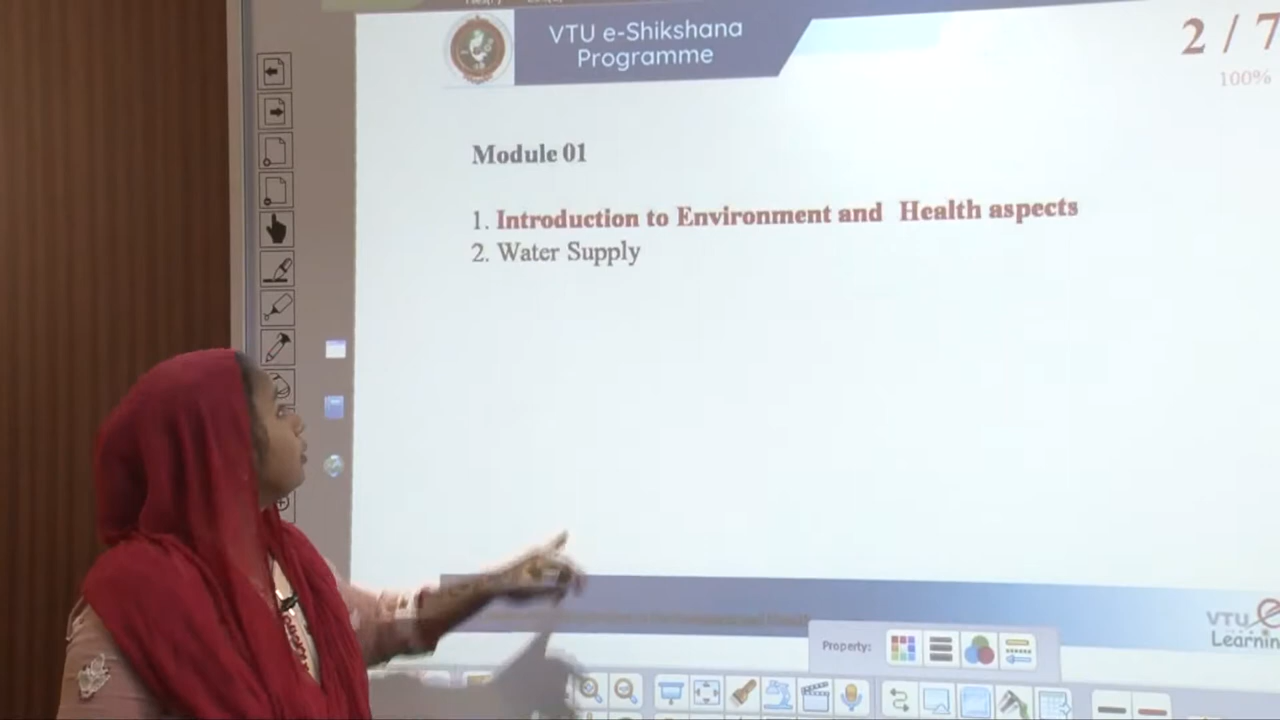 VTU e-Shikshana
Programme
2 / 7
100%
Module 01
1. Introduction to Environment and Health aspects
2. Water Supply
VTU
Learnin
Property: